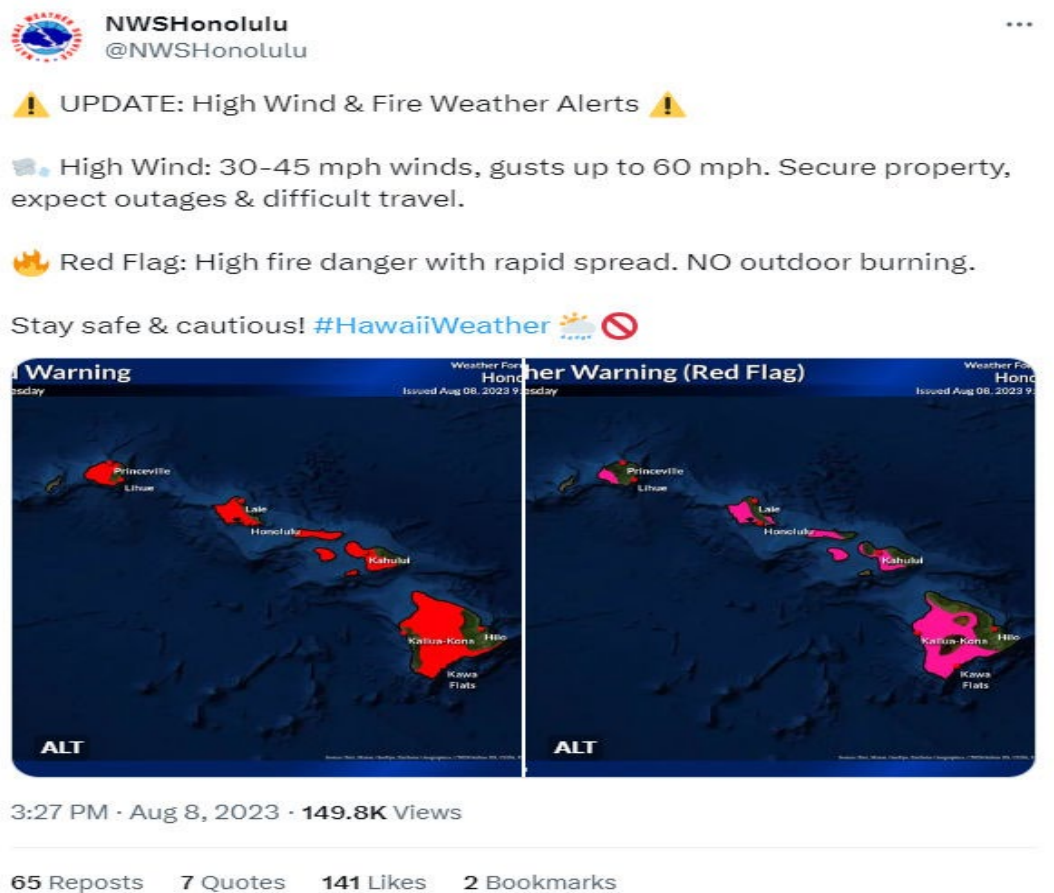 NWSHonolulu
@NWSHonolulu
⚠️ UPDATE: High Wind & Fire Weather Alerts ⚠️
🌬️ High Wind: 30-45 mph winds, gusts up to 60 mph. Secure property,
expect outages & difficult travel.
🔥 Red Flag: High fire danger with rapid spread. NO outdoor burning.
Stay safe & cautious! #HawaiiWeather 🌦️🚫
Warning
Weather For
esday
Hono
Issued Aug 08, 2023 9:
Princeville
Lihue
Laie
Honolulu
Kahului
Kailua-Kona
Hilo
Kawa
Flats
ALT
her Warning (Red Flag)
Weather Fo
esday
Hono
Issued Aug 08, 2023 9:
Princeville
Lihue
Laie
Honolulu
Kahului
Kailua-Kona
Hilo
Kawa
Flats
ALT
3:27 PM · Aug 8, 2023 · 149.8K Views
65 Reposts 7 Quotes 141 Likes 2 Bookmarks